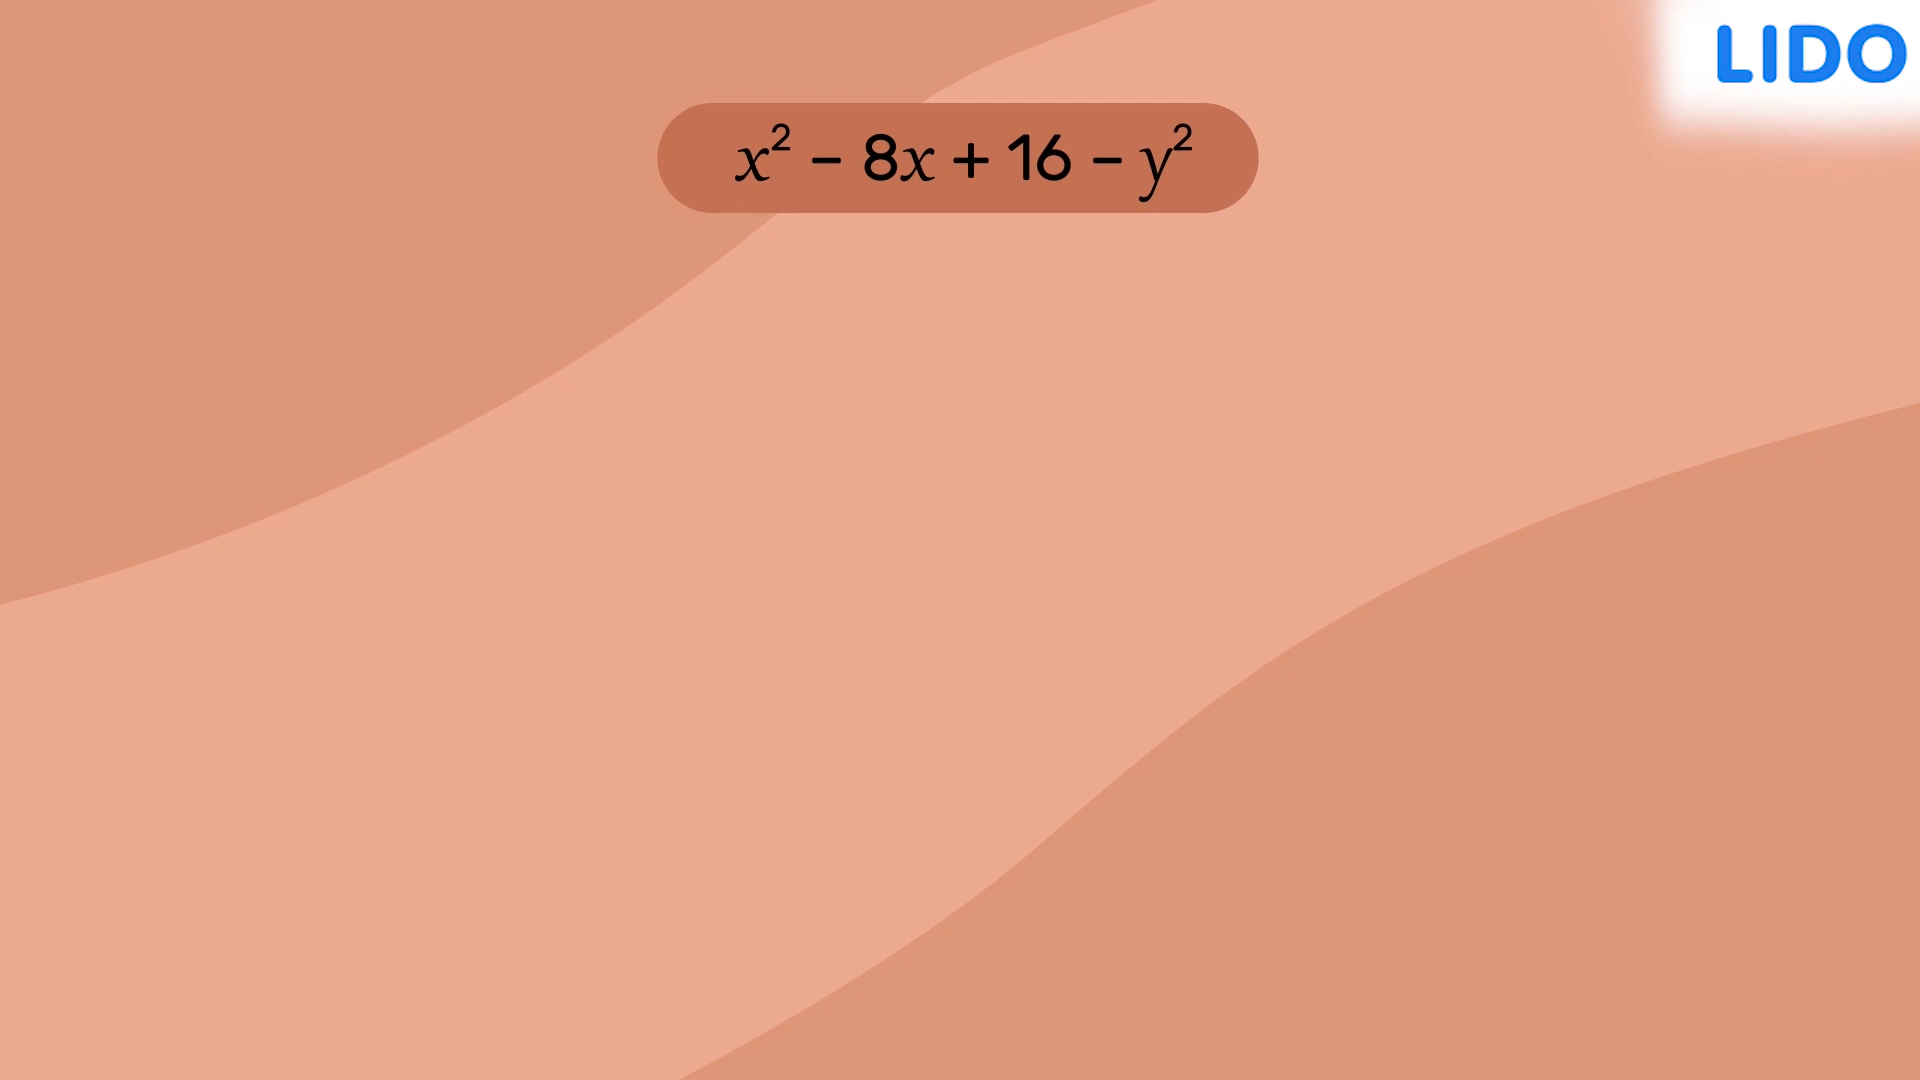 LIDO
x² − 8x + 16 − y²